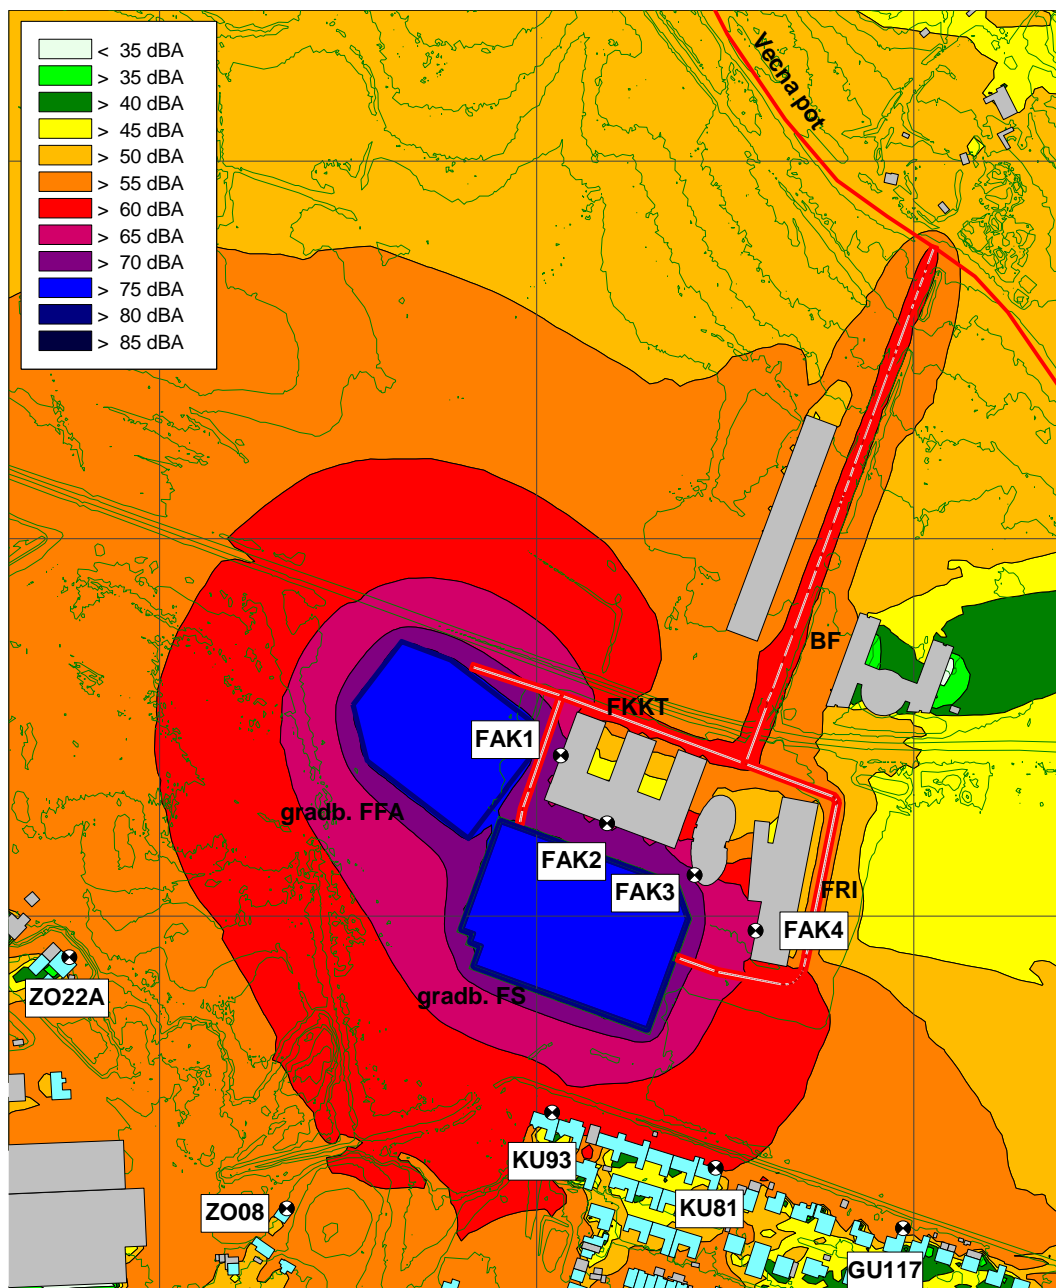 < 35 dBA
> 35 dBA
> 40 dBA
> 45 dBA
> 50 dBA
> 55 dBA
> 60 dBA
> 65 dBA
> 70 dBA
> 75 dBA
> 80 dBA
> 85 dBA
Vecna pot
BF
FKKT
FAK1
gradb. FFA
FAK2
FAK3
FRI
FAK4
gradb. FS
ZO22A
KU93
KU81
ZO08
GU117